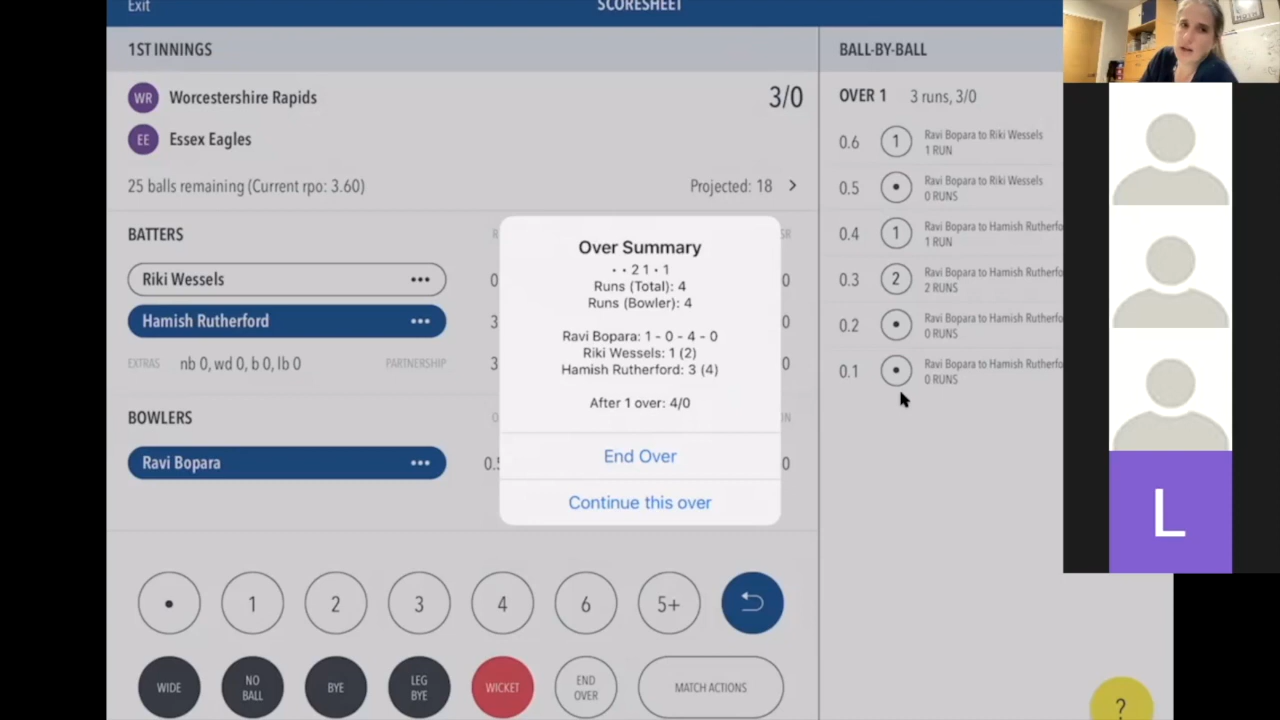 Exit
SCORESHEET
1ST INNINGS
WR Worcestershire Rapids 3/0
EE Essex Eagles
25 balls remaining (Current rpo: 3.60) Projected: 18 >
BATTERS
Riki Wessels ••• 0 0
Hamish Rutherford ••• 3 0
EXTRAS nb 0, wd 0, b 0, lb 0 PARTNERSHIP 3 0
BOWLERS
Ravi Bopara ••• 0.5 0
Over Summary
• • 2 1 • 1
Runs (Total): 4
Runs (Bowler): 4
Ravi Bopara: 1 - 0 - 4 - 0
Riki Wessels: 1 (2)
Hamish Rutherford: 3 (4)
After 1 over: 4/0
End Over
Continue this over
• 1 2 3 4 6 5+
WIDE
NO
BALL
BYE
LEG
BYE
WICKET
END
OVER
MATCH ACTIONS
BALL-BY-BALL
OVER 1 3 runs, 3/0
0.6 1 Ravi Bopara to Riki Wessels
1 RUN
0.5 • Ravi Bopara to Riki Wessels
0 RUNS
0.4 1 Ravi Bopara to Hamish Rutherfo
1 RUN
0.3 2 Ravi Bopara to Hamish Rutherfo
2 RUNS
0.2 • Ravi Bopara to Hamish Rutherfo
0 RUNS
0.1 • Ravi Bopara to Hamish Rutherfo
0 RUNS
L
?